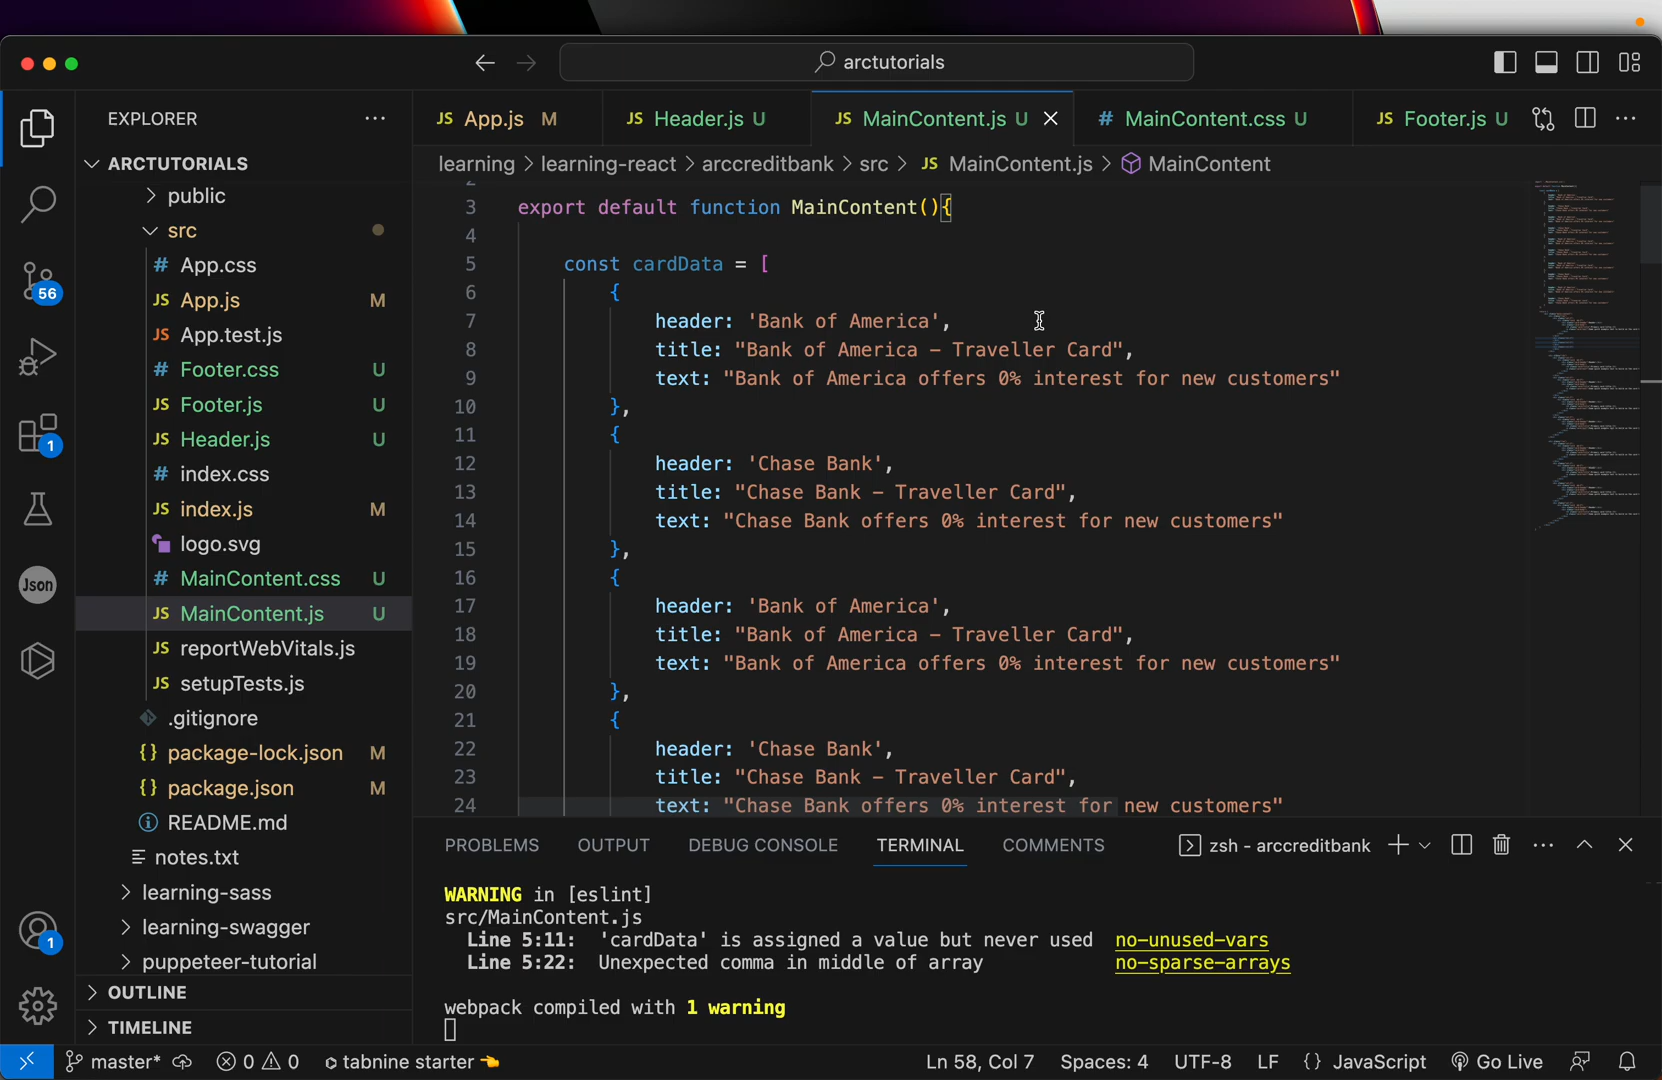 arctutorials
EXPLORER
App.js M
Header.js U
MainContent.js U
MainContent.css U
Footer.js U
learning > learning-react > arccreditbank > src > JS MainContent.js > MainContent
ARCTUTORIALS
public
src
# App.css
JS App.js M
JS App.test.js
# Footer.css U
JS Footer.js U
JS Header.js U
# index.css
JS index.js M
logo.svg
# MainContent.css U
JS MainContent.js U
JS reportWebVitals.js
JS setupTests.js
.gitignore
{} package-lock.json M
{} package.json M
README.md
notes.txt
learning-sass
learning-swagger
puppeteer-tutorial
OUTLINE
TIMELINE
56
1
Json
1
3 export default function MainContent(){
4
5 const cardData = [
6 {
7 header: 'Bank of America',
8 title: "Bank of America – Traveller Card",
9 text: "Bank of America offers 0% interest for new customers"
10 },
11 {
12 header: 'Chase Bank',
13 title: "Chase Bank – Traveller Card",
14 text: "Chase Bank offers 0% interest for new customers"
15 },
16 {
17 header: 'Bank of America',
18 title: "Bank of America – Traveller Card",
19 text: "Bank of America offers 0% interest for new customers"
20 },
21 {
22 header: 'Chase Bank',
23 title: "Chase Bank – Traveller Card",
24 text: "Chase Bank offers 0% interest for new customers"
PROBLEMS OUTPUT DEBUG CONSOLE TERMINAL COMMENTS zsh - arccreditbank
WARNING in [eslint]
src/MainContent.js
Line 5:11: 'cardData' is assigned a value but never used no-unused-vars
Line 5:22: Unexpected comma in middle of array no-sparse-arrays
webpack compiled with 1 warning
master* 0 0 tabnine starter Ln 58, Col 7 Spaces: 4 UTF-8 LF {} JavaScript Go Live